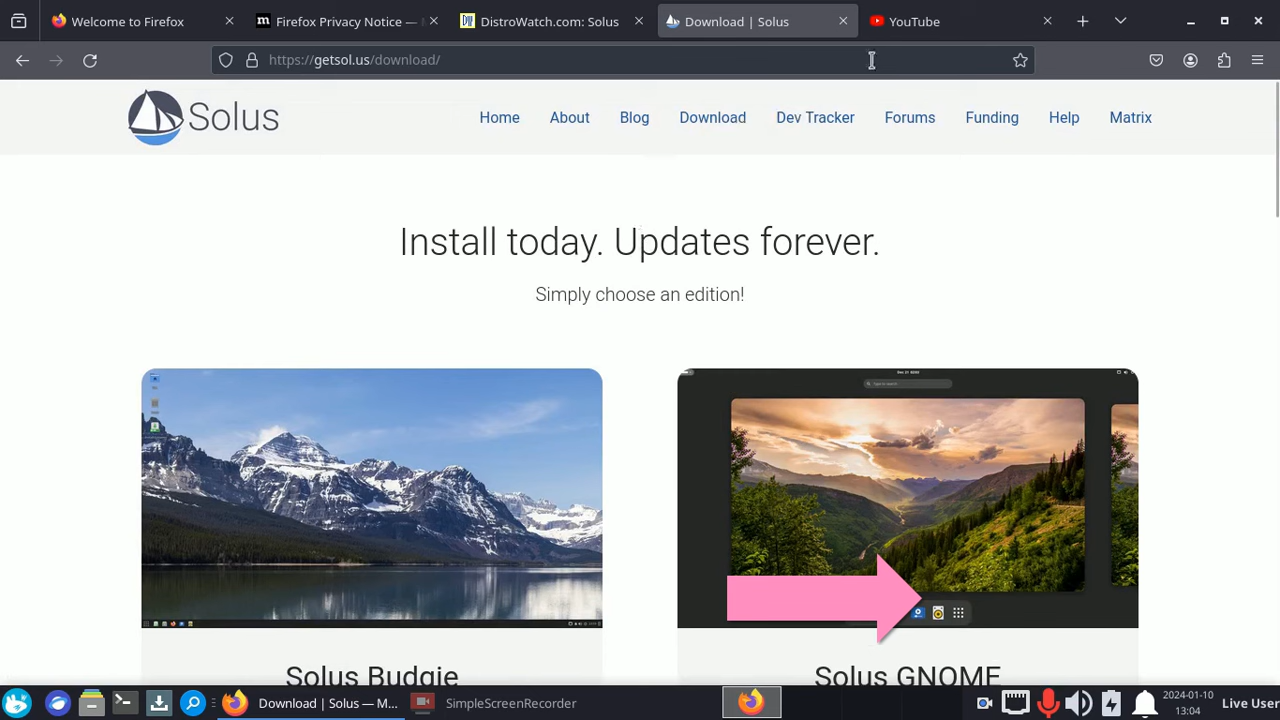 Welcome to Firefox
Firefox Privacy Notice —
DistroWatch.com: Solus
Download | Solus
YouTube
https://getsol.us/download/
Solus
Home
About
Blog
Download
Dev Tracker
Forums
Funding
Help
Matrix
Install today. Updates forever.
Simply choose an edition!
Solus Budgie
Solus GNOME
Download | Solus — M...
SimpleScreenRecorder
2024-01-10
13:04
Live User